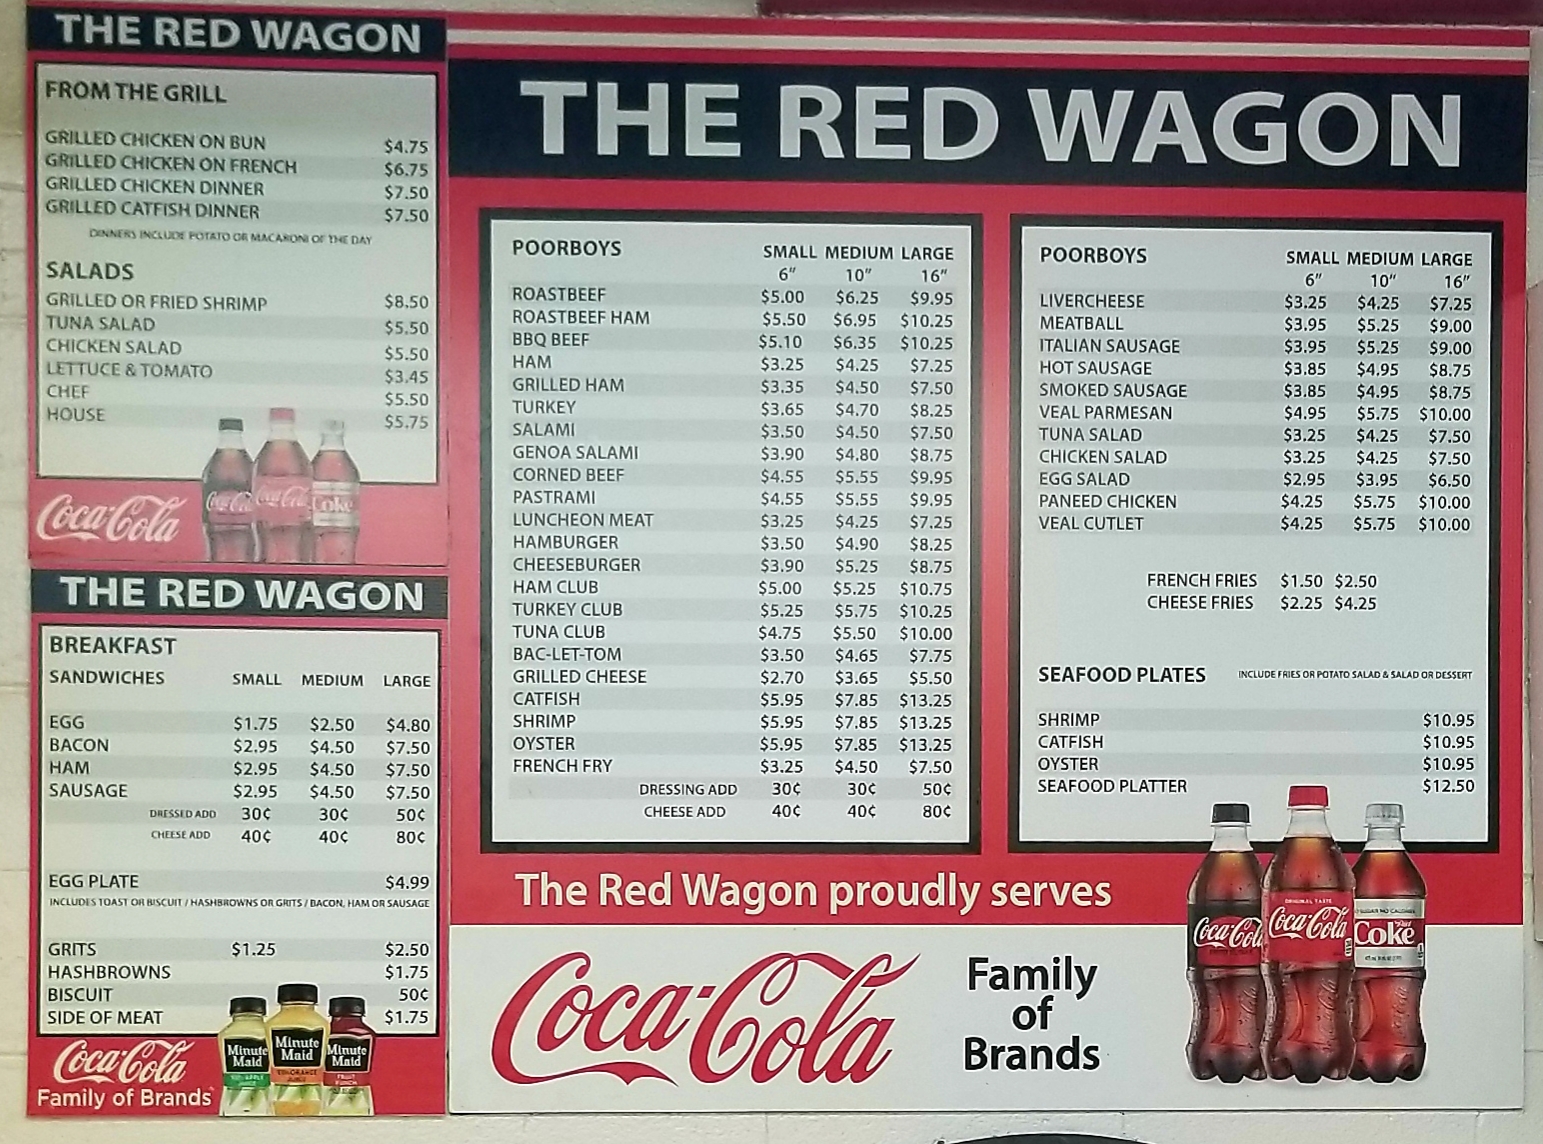 THE RED WAGON
FROM THE GRILL
GRILLED CHICKEN ON BUN $4.75
GRILLED CHICKEN ON FRENCH $6.75
GRILLED CHICKEN DINNER $7.50
GRILLED CATFISH DINNER $7.50
DINNERS INCLUDE POTATO OR MACARONI OF THE DAY
SALADS
GRILLED OR FRIED SHRIMP $8.50
TUNA SALAD $5.50
CHICKEN SALAD $5.50
LETTUCE & TOMATO $3.45
CHEF $5.50
HOUSE $5.75
Coca-Cola
Coca-Cola Coca-Cola Coke
THE RED WAGON
BREAKFAST
SANDWICHES SMALL MEDIUM LARGE
EGG $1.75 $2.50 $4.80
BACON $2.95 $4.50 $7.50
HAM $2.95 $4.50 $7.50
SAUSAGE $2.95 $4.50 $7.50
DRESSED ADD 30¢ 30¢ 50¢
CHEESE ADD 40¢ 40¢ 80¢
EGG PLATE $4.99
INCLUDES TOAST OR BISCUIT / HASHBROWNS OR GRITS / BACON, HAM OR SAUSAGE
GRITS $1.25 $2.50
HASHBROWNS $1.75
BISCUIT 50¢
SIDE OF MEAT $1.75
Coca-Cola
Family of Brands
Minute Maid Minute Maid Minute Maid
THE RED WAGON
POORBOYS SMALL MEDIUM LARGE
6" 10" 16"
ROASTBEEF $5.00 $6.25 $9.95
ROASTBEEF HAM $5.50 $6.95 $10.25
BBQ BEEF $5.10 $6.35 $10.25
HAM $3.25 $4.25 $7.25
GRILLED HAM $3.35 $4.50 $7.50
TURKEY $3.65 $4.70 $8.25
SALAMI $3.50 $4.50 $7.50
GENOA SALAMI $3.90 $4.80 $8.75
CORNED BEEF $4.55 $5.55 $9.95
PASTRAMI $4.55 $5.55 $9.95
LUNCHEON MEAT $3.25 $4.25 $7.25
HAMBURGER $3.50 $4.90 $8.25
CHEESEBURGER $3.90 $5.25 $8.75
HAM CLUB $5.00 $5.25 $10.75
TURKEY CLUB $5.25 $5.75 $10.25
TUNA CLUB $4.75 $5.50 $10.00
BAC-LET-TOM $3.50 $4.65 $7.75
GRILLED CHEESE $2.70 $3.65 $5.50
CATFISH $5.95 $7.85 $13.25
SHRIMP $5.95 $7.85 $13.25
OYSTER $5.95 $7.85 $13.25
FRENCH FRY $3.25 $4.50 $7.50
DRESSING ADD 30¢ 30¢ 50¢
CHEESE ADD 40¢ 40¢ 80¢
POORBOYS SMALL MEDIUM LARGE
6" 10" 16"
LIVERCHEESE $3.25 $4.25 $7.25
MEATBALL $3.95 $5.25 $9.00
ITALIAN SAUSAGE $3.95 $5.25 $9.00
HOT SAUSAGE $3.85 $4.95 $8.75
SMOKED SAUSAGE $3.85 $4.95 $8.75
VEAL PARMESAN $4.95 $5.75 $10.00
TUNA SALAD $3.25 $4.25 $7.50
CHICKEN SALAD $3.25 $4.25 $7.50
EGG SALAD $2.95 $3.95 $6.50
PANEED CHICKEN $4.25 $5.75 $10.00
VEAL CUTLET $4.25 $5.75 $10.00
FRENCH FRIES $1.50 $2.50
CHEESE FRIES $2.25 $4.25
SEAFOOD PLATES INCLUDE FRIES OR POTATO SALAD & SALAD OR DESSERT
SHRIMP $10.95
CATFISH $10.95
OYSTER $10.95
SEAFOOD PLATTER $12.50
The Red Wagon proudly serves
Coca-Cola
Family
of
Brands
ORIGINAL TASTE
Coca-Cola Coca-Cola Coke